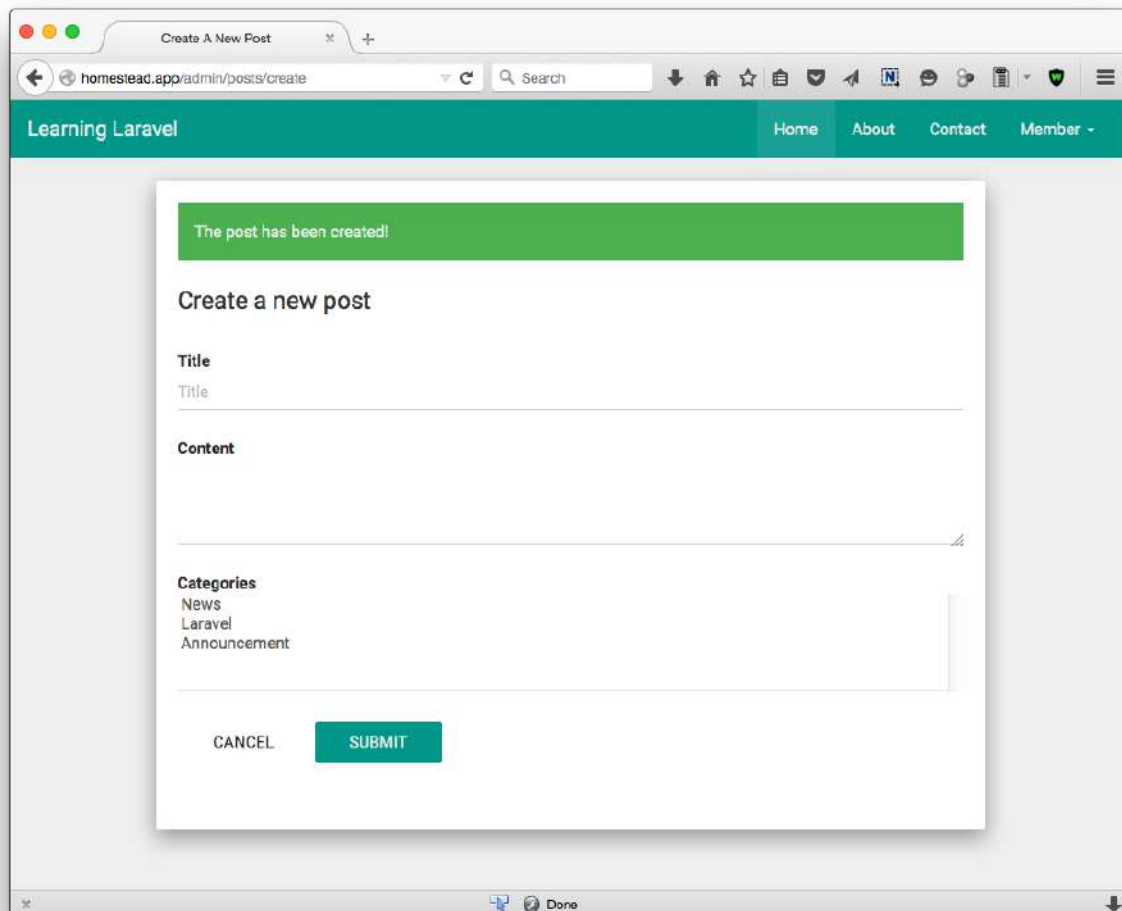 Create A New Post
homestead.app/admin/posts/create
Search
Learning Laravel
Home About Contact Member
The post has been created!
Create a new post
Title
Title
Content
Categories
News
Laravel
Announcement
CANCEL SUBMIT
Done